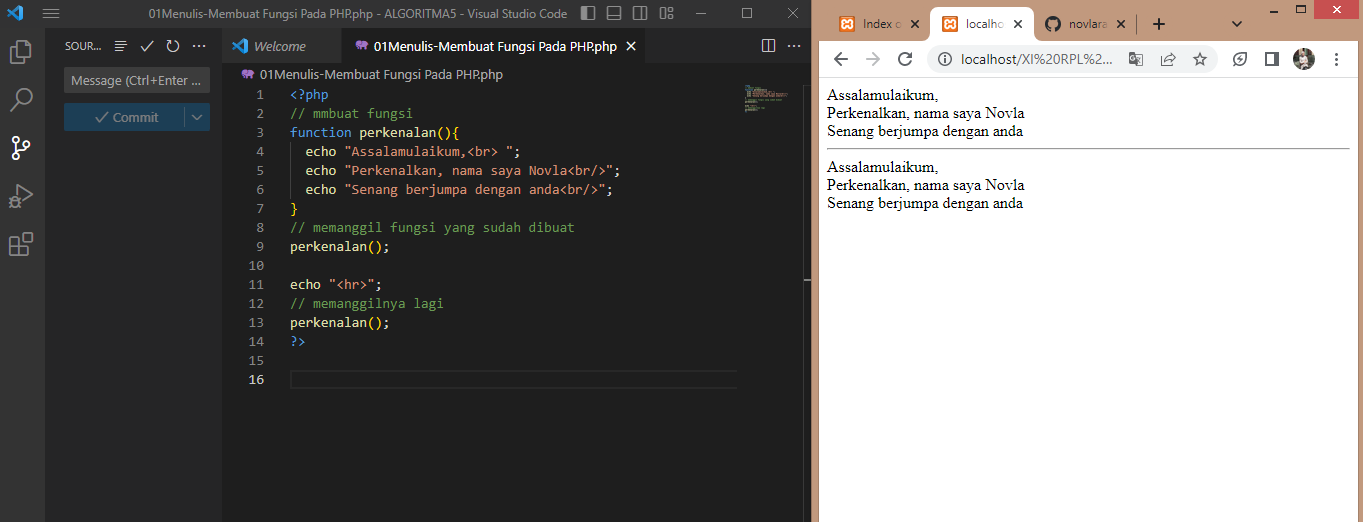 01Menulis-Membuat Fungsi Pada PHP.php - ALGORITMA5 - Visual Studio Code
SOUR...
Message (Ctrl+Enter ...
Commit
Welcome
01Menulis-Membuat Fungsi Pada PHP.php
01Menulis-Membuat Fungsi Pada PHP.php
1 <?php
2 // mmbuat fungsi
3 function perkenalan(){
4 echo "Assalamulaikum,<br> ";
5 echo "Perkenalkan, nama saya Novla<br/>";
6 echo "Senang berjumpa dengan anda<br/>";
7 }
8 // memanggil fungsi yang sudah dibuat
9 perkenalan();
10
11 echo "<hr>";
12 // memanggilnya lagi
13 perkenalan();
14 ?>
15
16
Index o
localho
novlara
localhost/XI%20RPL%2...
Assalamulaikum,
Perkenalkan, nama saya Novla
Senang berjumpa dengan anda
Assalamulaikum,
Perkenalkan, nama saya Novla
Senang berjumpa dengan anda